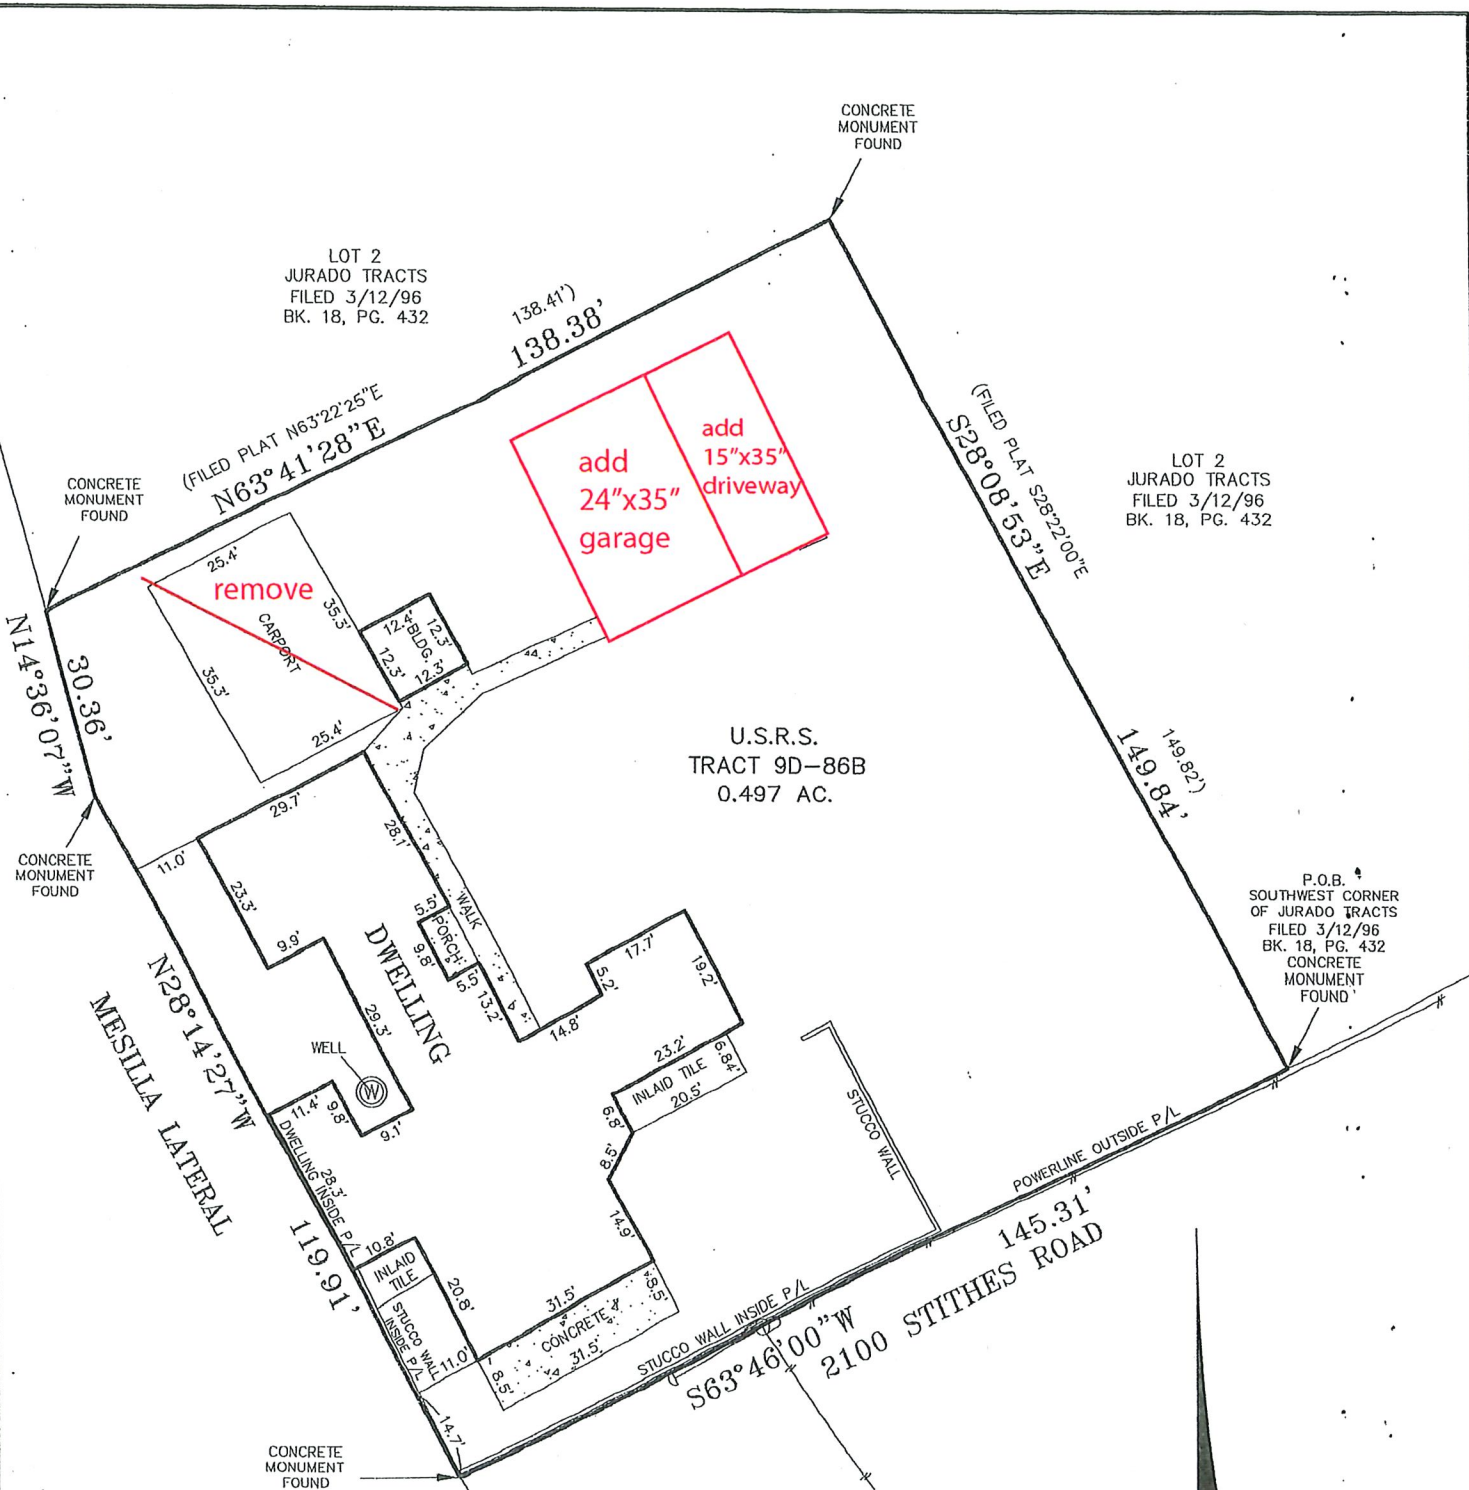 CONCRETE
MONUMENT
FOUND
LOT 2
JURADO TRACTS
FILED 3/12/96
BK. 18, PG. 432
138.41')
138.38'
(FILED PLAT N63°22'25"E
N63°41'28"E
CONCRETE
MONUMENT
FOUND
add
24"x35"
garage
add
15"x35"
driveway
(FILED PLAT S28°22'00"E
S28°08'53"E
LOT 2
JURADO TRACTS
FILED 3/12/96
BK. 18, PG. 432
25.4'
remove
CARPORT
35.3'
35.3'
25.4'
12.4'
BLDG.
12.3'
12.3'
12.3'
N14°36'07"W
30.36'
U.S.R.S.
TRACT 9D-86B
0.497 AC.
149.82')
149.84'
CONCRETE
MONUMENT
FOUND
29.7'
11.0'
28.1'
23.3'
9.9'
WALK
5.5'
PORCH
9.8'
5.5'
13.2'
DWELLING
29.3'
17.7'
5.2'
19.2'
14.8'
P.O.B.
SOUTHWEST CORNER
OF JURADO TRACTS
FILED 3/12/96
BK. 18, PG. 432
CONCRETE
MONUMENT
FOUND
N28°14'27"W
MESILLA LATERAL
119.91'
WELL
W
11.4'
9.8'
9.1'
DWELLING INSIDE P/L
28.3'
23.2'
6.84'
INLAID TILE
20.5'
6.8'
8.5'
14.9'
STUCCO WALL
POWERLINE OUTSIDE P/L
10.8'
INLAID
TILE
20.8'
STUCCO WALL
INSIDE P/L
11.0'
31.5'
8.5'
CONCRETE
31.5'
8.5'
STUCCO WALL INSIDE P/L
145.31'
S63°46'00"W
2100 STITHES ROAD
14.7'
CONCRETE
MONUMENT
FOUND